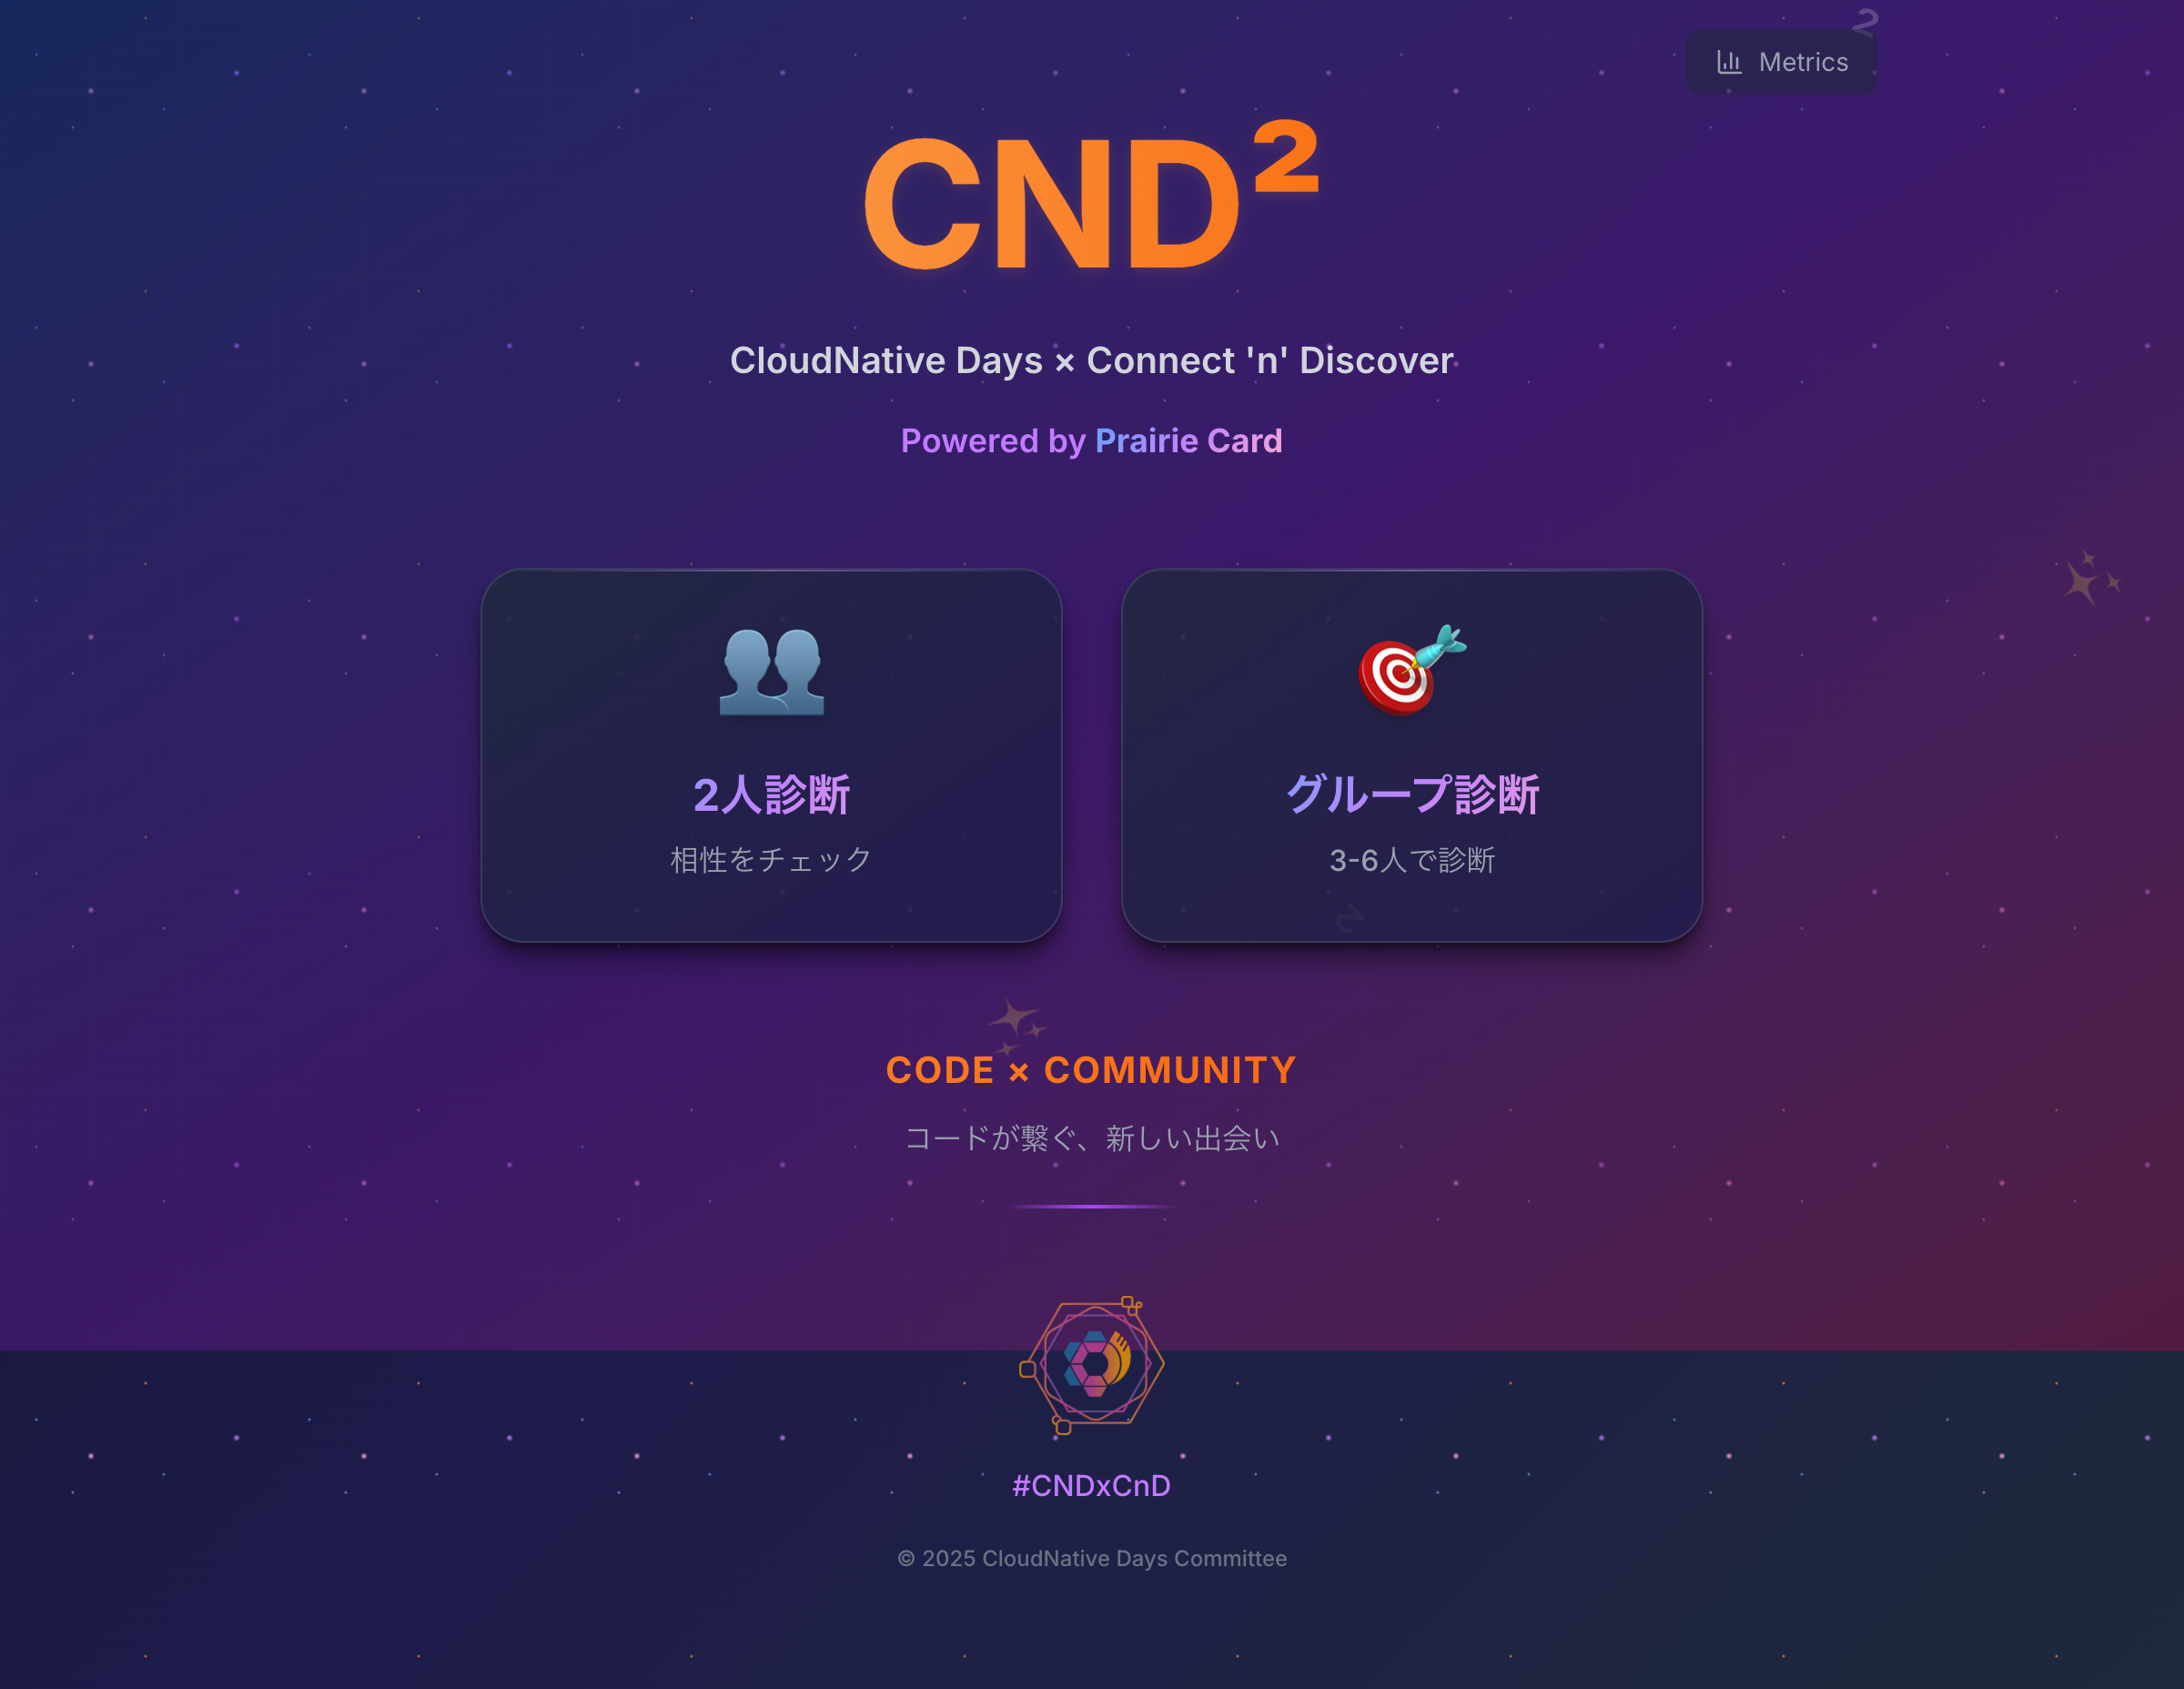 Metrics
CND²
CloudNative Days × Connect 'n' Discover
Powered by Prairie Card
2人診断
相性をチェック
グループ診断
3-6人で診断
CODE × COMMUNITY
コードが繋ぐ、新しい出会い
#CNDxCnD
© 2025 CloudNative Days Committee